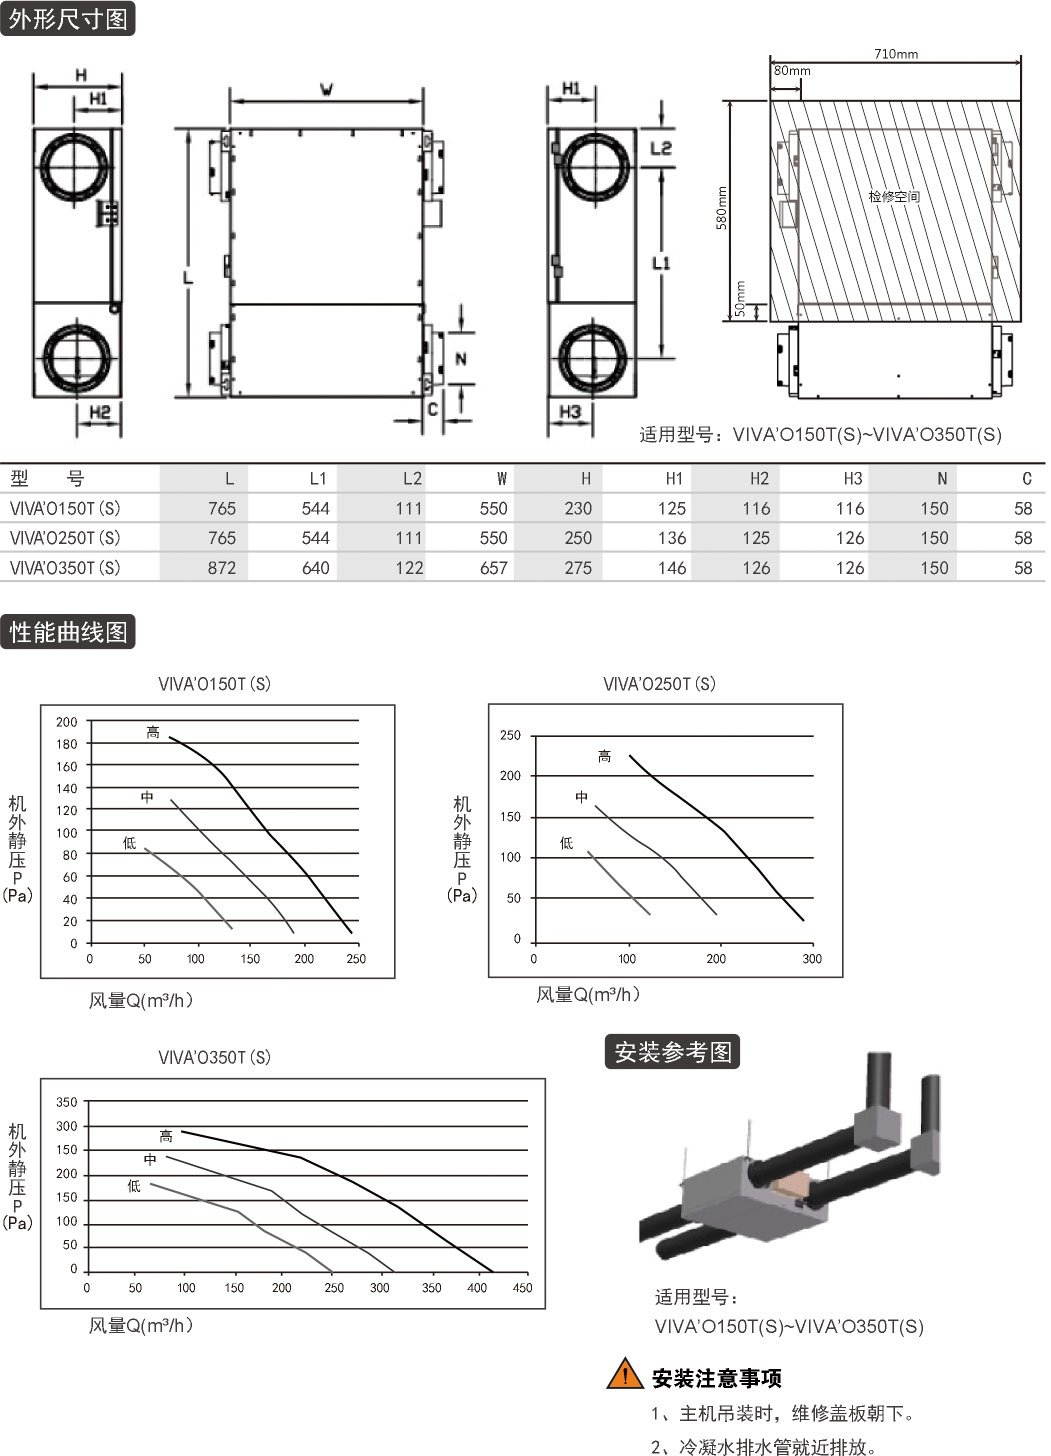 外形尺寸图
H
H1
H2
W
L
N
C
H1
L2
L1
H3
710mm
80mm
580mm
50mm
检修空间
适用型号：VIVA'O150T(S)~VIVA'O350T(S)
型 号 L L1 L2 W H H1 H2 H3 N C
VIVA'O150T(S) 765 544 111 550 230 125 116 116 150 58
VIVA'O250T(S) 765 544 111 550 250 136 125 126 150 58
VIVA'O350T(S) 872 640 122 657 275 146 126 126 150 58
性能曲线图
VIVA'O150T(S)
机外静压P(Pa)
200
180
160
140
120
100
80
60
40
20
0
高
中
低
0 50 100 150 200 250
风量Q(m³/h)
VIVA'O250T(S)
机外静压P(Pa)
250
200
150
100
50
0
高
中
低
0 100 200 300
风量Q(m³/h)
VIVA'O350T(S)
机外静压P(Pa)
350
300
150
200
150
100
50
0
高
中
低
0 50 100 150 200 250 300 350 400 450
风量Q(m³/h)
安装参考图
适用型号：
VIVA'O150T(S)~VIVA'O350T(S)
! 安装注意事项
1、主机吊装时，维修盖板朝下。
2、冷凝水排水管就近排放。